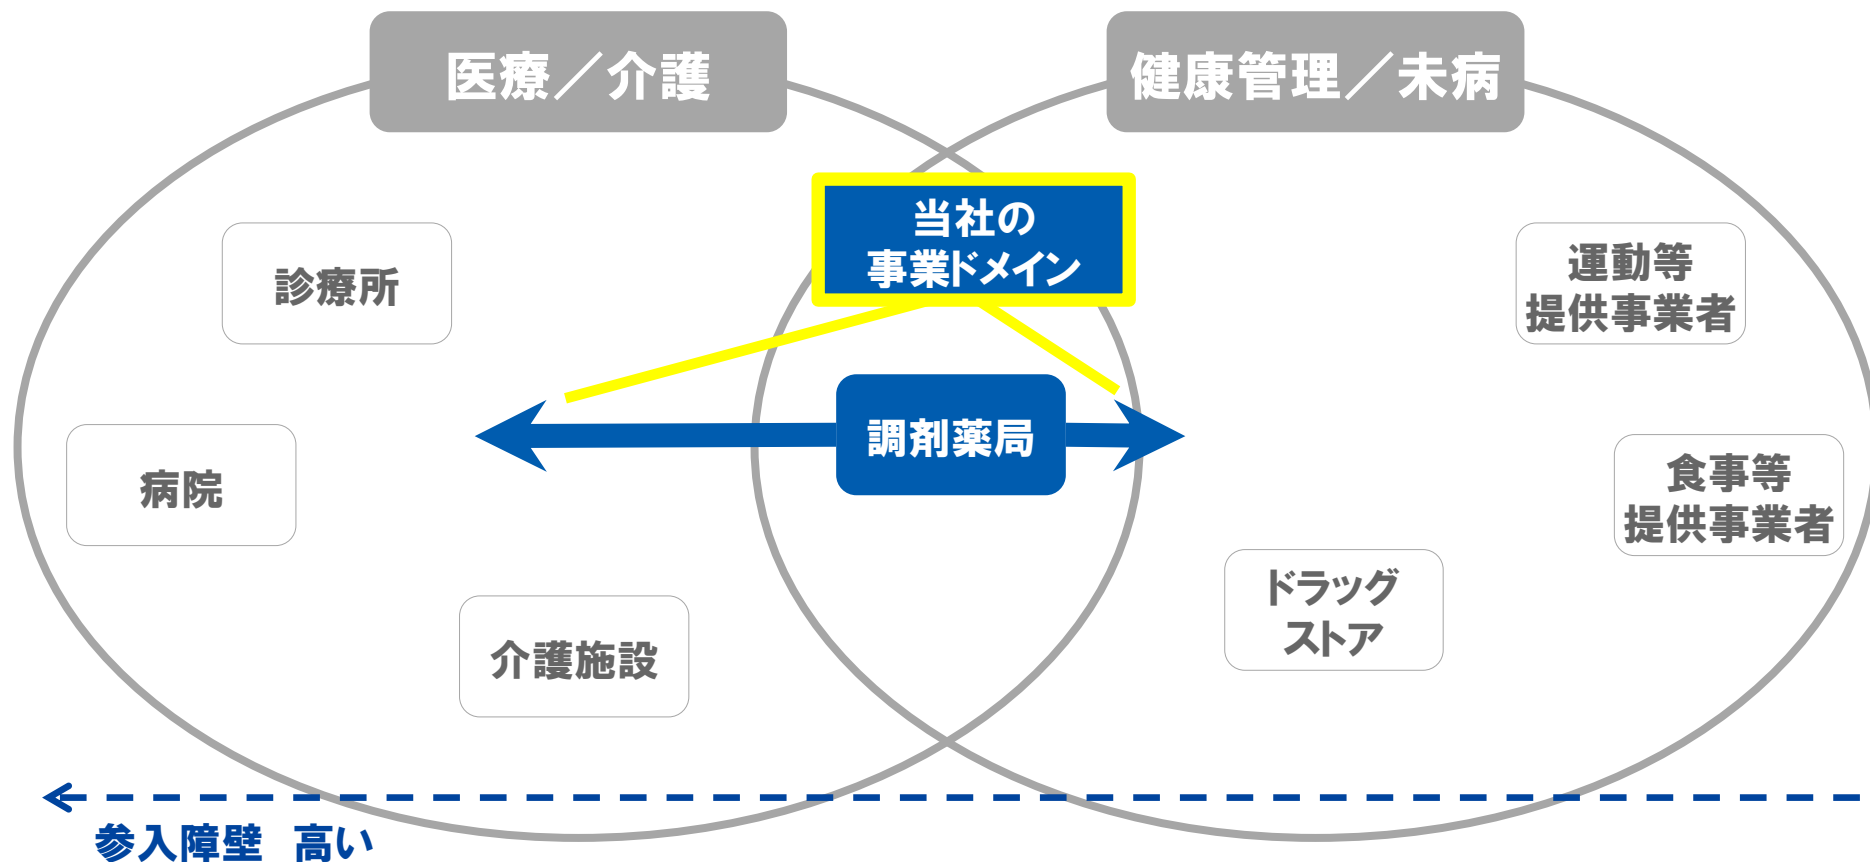 医療／介護
健康管理／未病
当社の
事業ドメイン
診療所
運動等
提供事業者
調剤薬局
病院
食事等
提供事業者
ドラッグ
ストア
介護施設
参入障壁　高い